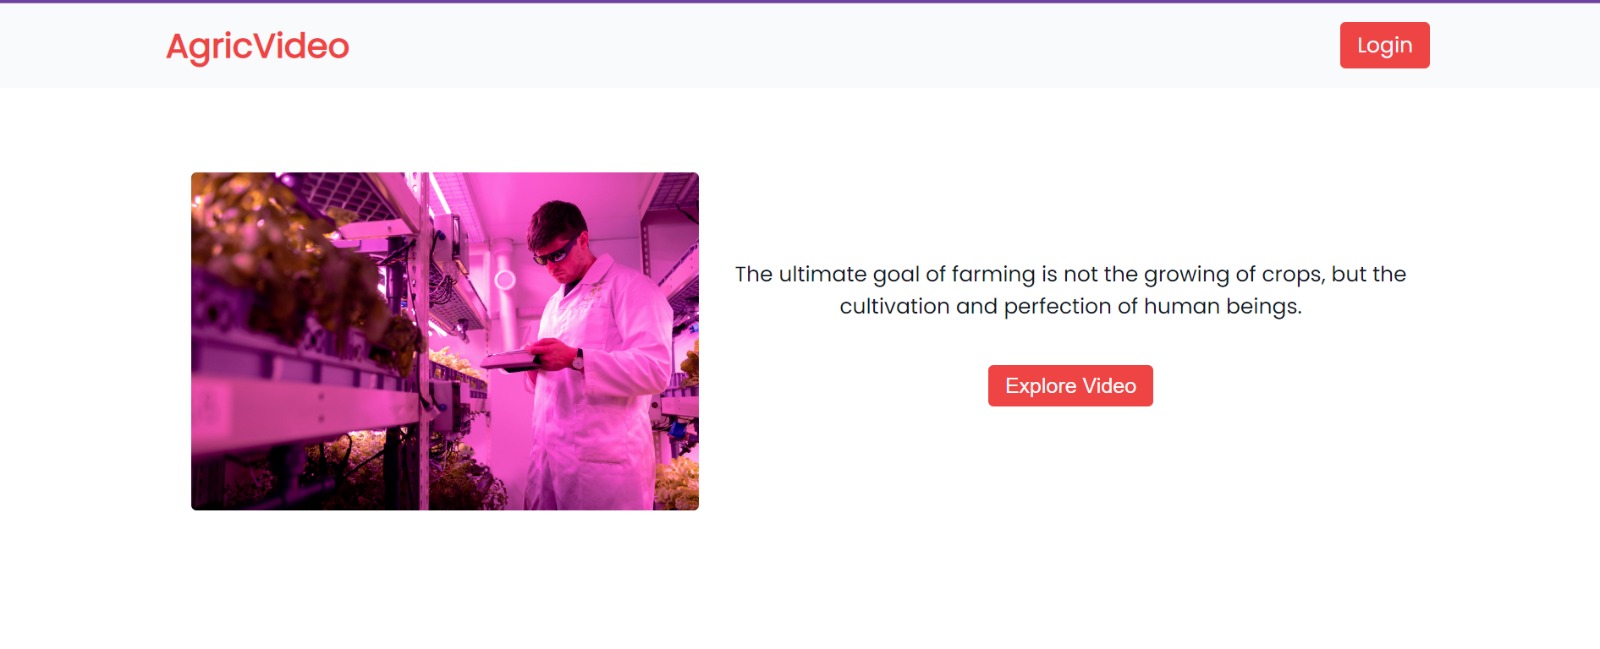 AgricVideo
Login
The ultimate goal of farming is not the growing of crops, but the
cultivation and perfection of human beings.
Explore Video